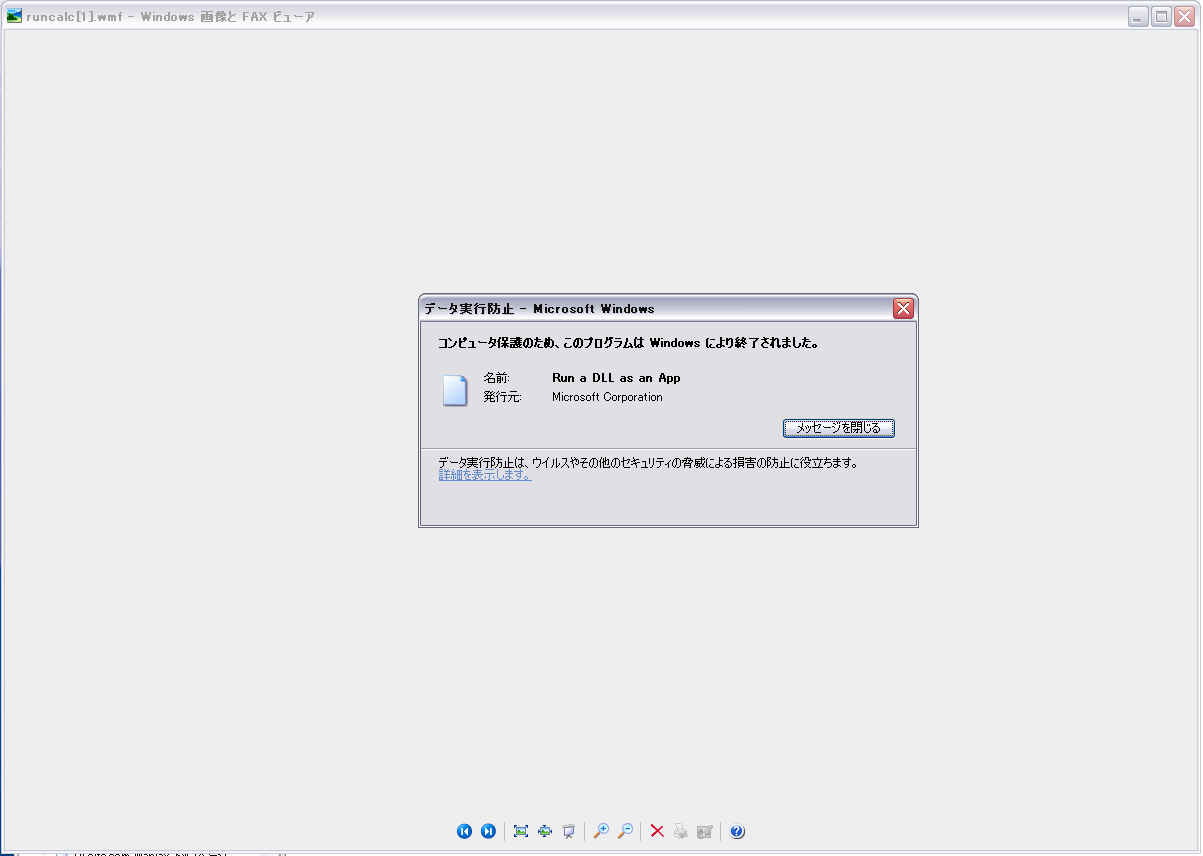 runcalc[1].wmf - Windows 画像と FAX ビューア
データ実行防止 - Microsoft Windows
コンピュータ保護のため、このプログラムは Windows により終了されました。
名前: Run a DLL as an App
発行元: Microsoft Corporation
メッセージを閉じる
データ実行防止は、ウイルスやその他のセキュリティの脅威による損害の防止に役立ちます。
詳細を表示します。